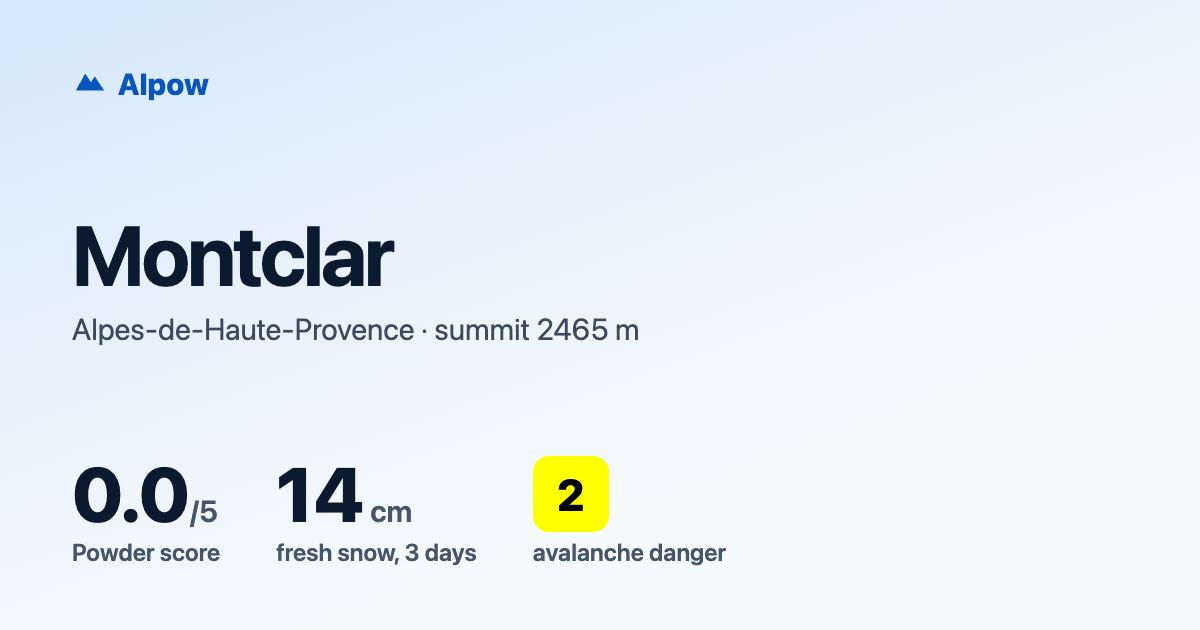 Alpow
Montclar
Alpes-de-Haute-Provence · summit 2465 m
0.0/5 14 cm 2
Powder score fresh snow, 3 days avalanche danger